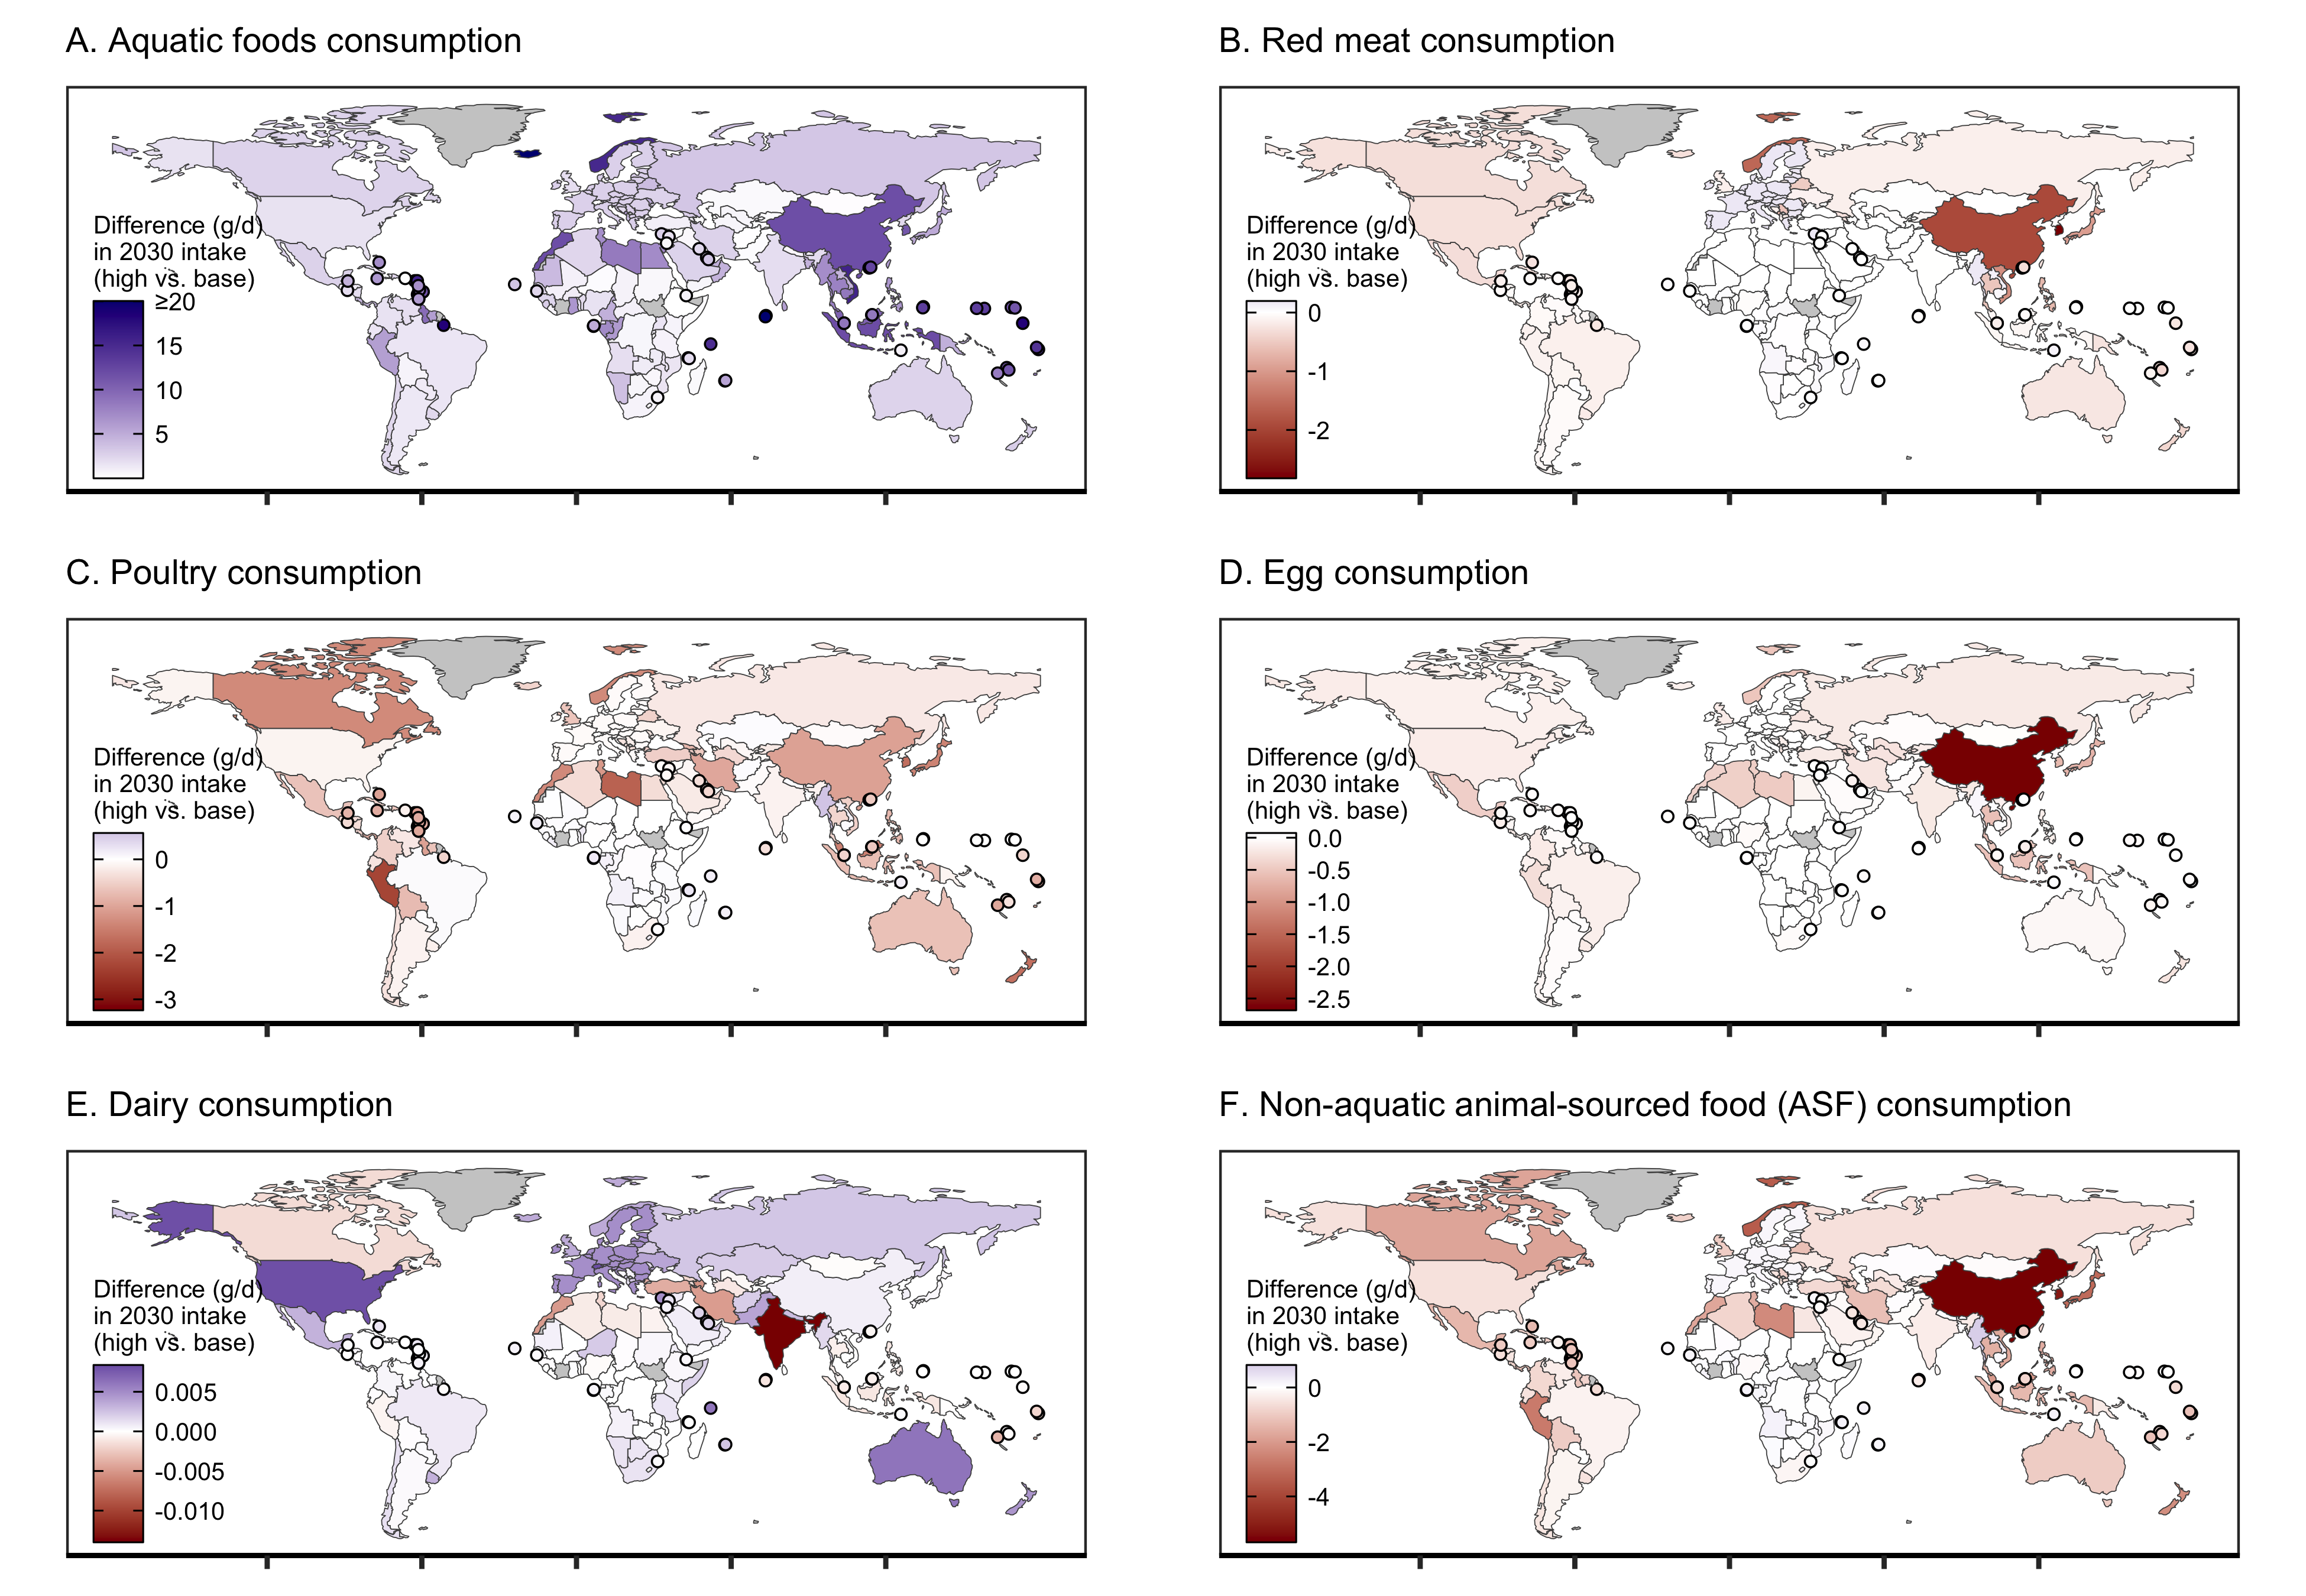 A. Aquatic foods consumption
Difference (g/d)
in 2030 intake
(high vs. base)
≥20
15
10
5
B. Red meat consumption
Difference (g/d)
in 2030 intake
(high vs. base)
0
-1
-2
C. Poultry consumption
Difference (g/d)
in 2030 intake
(high vs. base)
0
-1
-2
-3
D. Egg consumption
Difference (g/d)
in 2030 intake
(high vs. base)
0.0
-0.5
-1.0
-1.5
-2.0
-2.5
E. Dairy consumption
Difference (g/d)
in 2030 intake
(high vs. base)
0.005
0.000
-0.005
-0.010
F. Non-aquatic animal-sourced food (ASF) consumption
Difference (g/d)
in 2030 intake
(high vs. base)
0
-2
-4